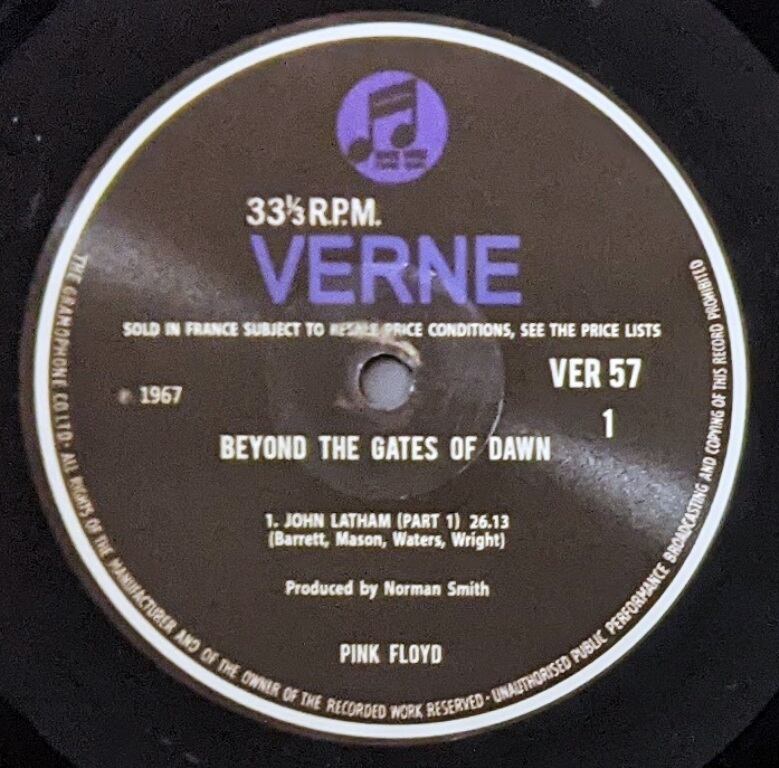 33⅓ R.P.M.
VERNE
SOLD IN FRANCE SUBJECT TO RESALE PRICE CONDITIONS, SEE THE PRICE LISTS
VER 57
℗ 1967
1
BEYOND THE GATES OF DAWN
1. JOHN LATHAM (PART 1) 26.13
(Barrett, Mason, Waters, Wright)
Produced by Norman Smith
PINK FLOYD
THE GRAMOPHONE CO LTD · ALL RIGHTS OF THE MANUFACTURER AND OF THE OWNER OF THE RECORDED WORK RESERVED · UNAUTHORISED PUBLIC PERFORMANCE BROADCASTING AND COPYING OF THIS RECORD PROHIBITED